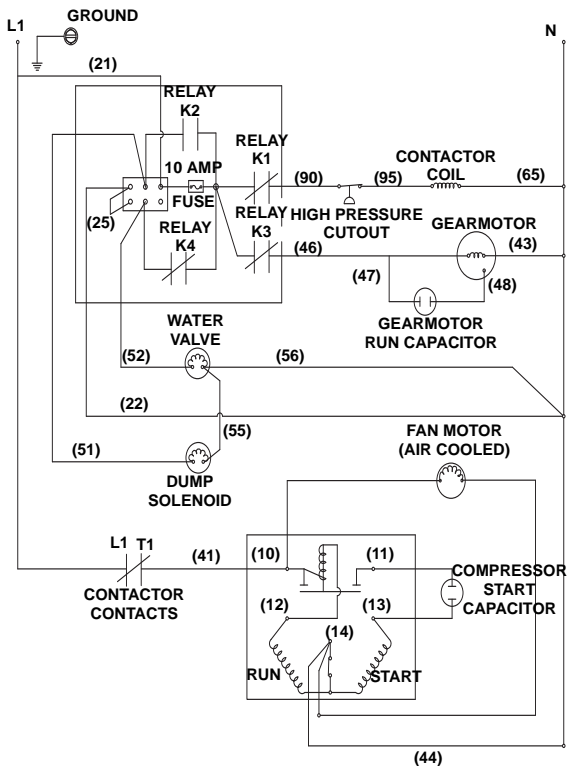 GROUND
L1
N
(21)
RELAY
K2
RELAY
K1
10 AMP
FUSE
(90)
(95)
CONTACTOR
COIL
(65)
(25)
RELAY
K4
RELAY
K3
HIGH PRESSURE
CUTOUT
(46)
GEARMOTOR
(43)
(47)
(48)
GEARMOTOR
RUN CAPACITOR
WATER
VALVE
(52)
(56)
(22)
(55)
(51)
DUMP
SOLENOID
FAN MOTOR
(AIR COOLED)
L1 T1
(41)
(10)
(11)
CONTACTOR
CONTACTS
COMPRESSOR
START
CAPACITOR
(12)
(13)
(14)
RUN
START
(44)